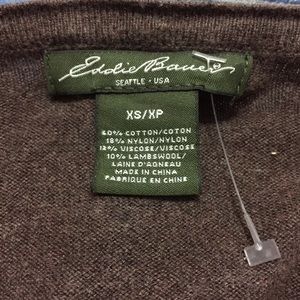 Eddie Bauer
SEATTLE • USA
XS/XP
60% COTTON/COTON
18% NYLON/NYLON
12% VISCOSE/VISCOSE
10% LAMBSWOOL/
LAINE D'AGNEAU
MADE IN CHINA
FABRIQUE EN CHINE